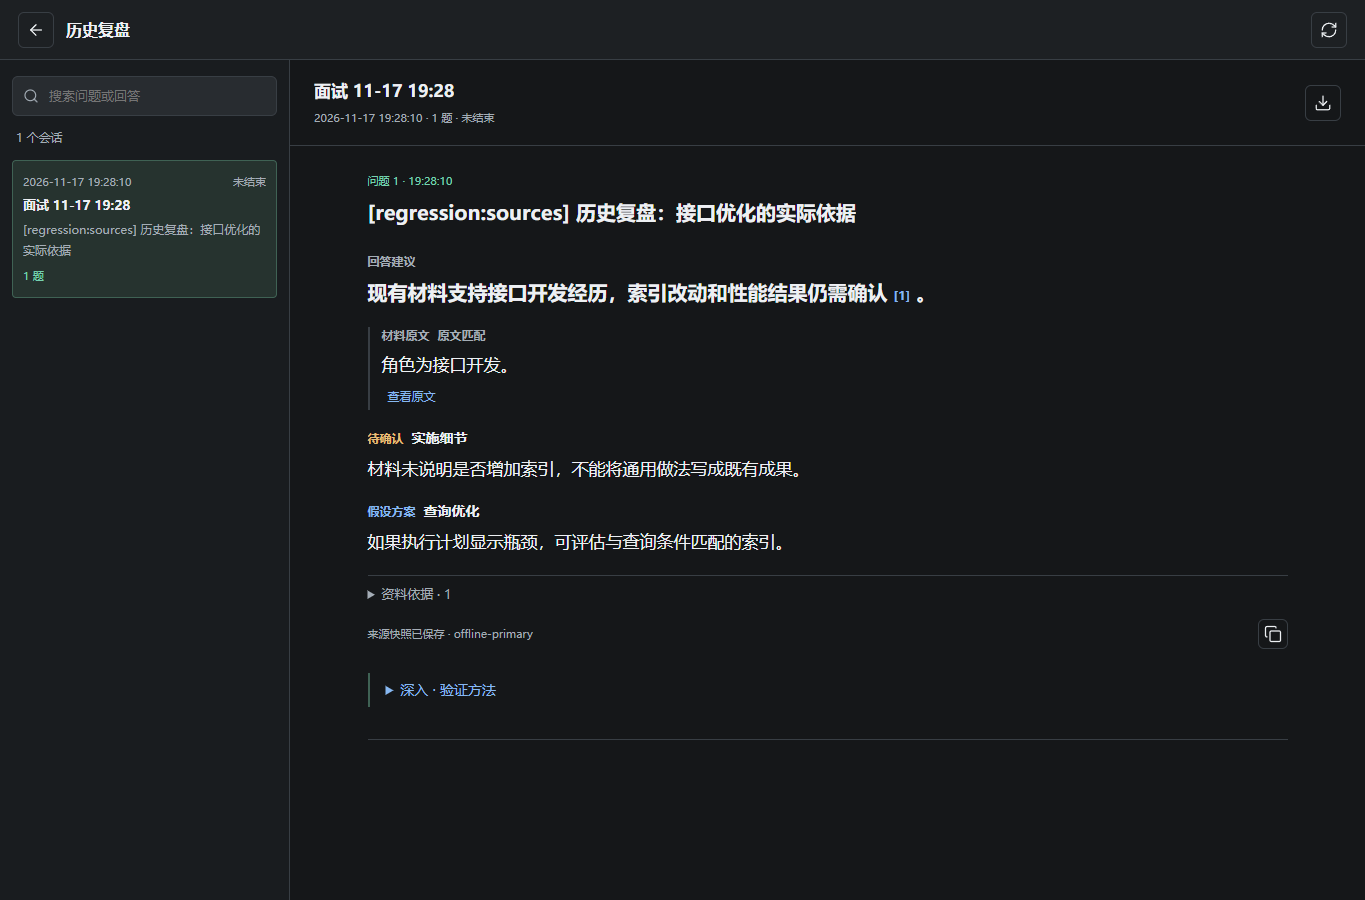 历史复盘
搜索问题或回答
1 个会话
2026-11-17 19:28:10 未结束
面试 11-17 19:28
[regression:sources] 历史复盘：接口优化的
实际依据
1 题
面试 11-17 19:28
2026-11-17 19:28:10 · 1 题 · 未结束
问题 1 · 19:28:10
[regression:sources] 历史复盘：接口优化的实际依据
回答建议
现有材料支持接口开发经历，索引改动和性能结果仍需确认 [1] 。
材料原文 原文匹配
角色为接口开发。
查看原文
待确认 实施细节
材料未说明是否增加索引，不能将通用做法写成既有成果。
假设方案 查询优化
如果执行计划显示瓶颈，可评估与查询条件匹配的索引。
资料依据 · 1
来源快照已保存 · offline-primary
深入 · 验证方法